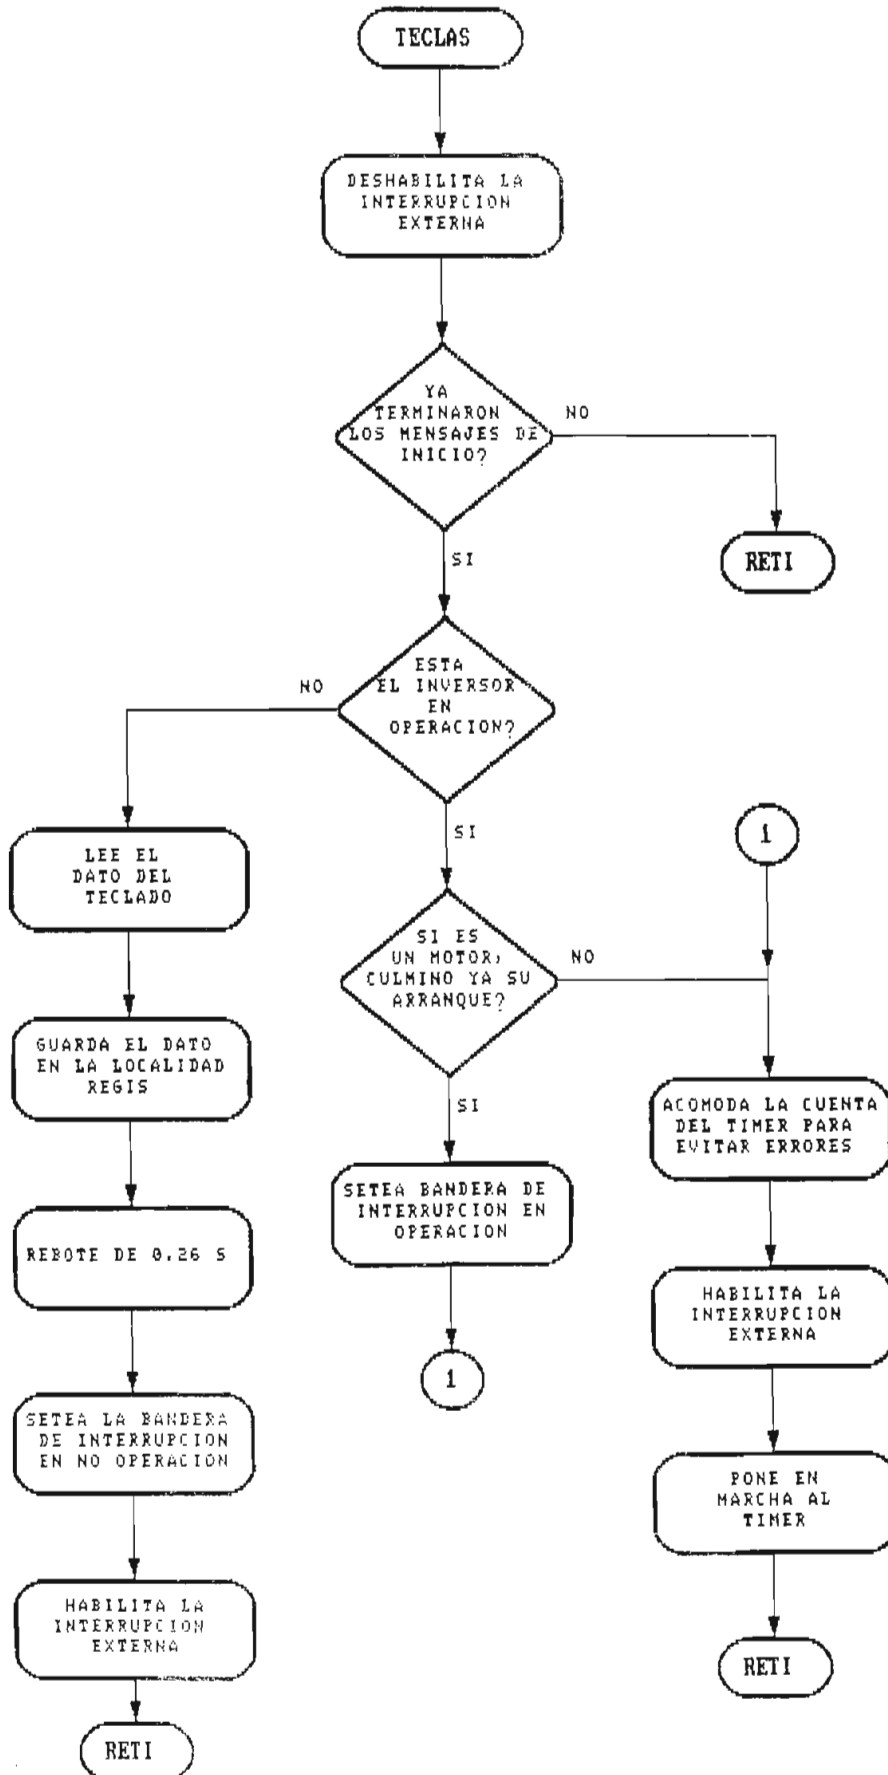 TECLAS
DESHABILITA LA
INTERRUPCION
EXTERNA
YA
TERMINARON
LOS MENSAJES DE
INICIO?
NO
RETI
SI
ESTA
EL INVERSOR
EN
OPERACION?
NO
SI
1
LEE EL
DATO DEL
TECLADO
SI ES
UN MOTOR,
CULMINO YA SU
ARRANQUE?
NO
GUARDA EL DATO
EN LA LOCALIDAD
REGIS
SI
ACOMODA LA CUENTA
DEL TIMER PARA
EVITAR ERRORES
SETEA BANDERA DE
INTERRUPCION EN
OPERACION
REBOTE DE 0.26 S
HABILITA LA
INTERRUPCION
EXTERNA
1
SETEA LA BANDERA
DE INTERRUPCION
EN NO OPERACION
PONE EN
MARCHA AL
TIMER
HABILITA LA
INTERRUPCION
EXTERNA
RETI
RETI